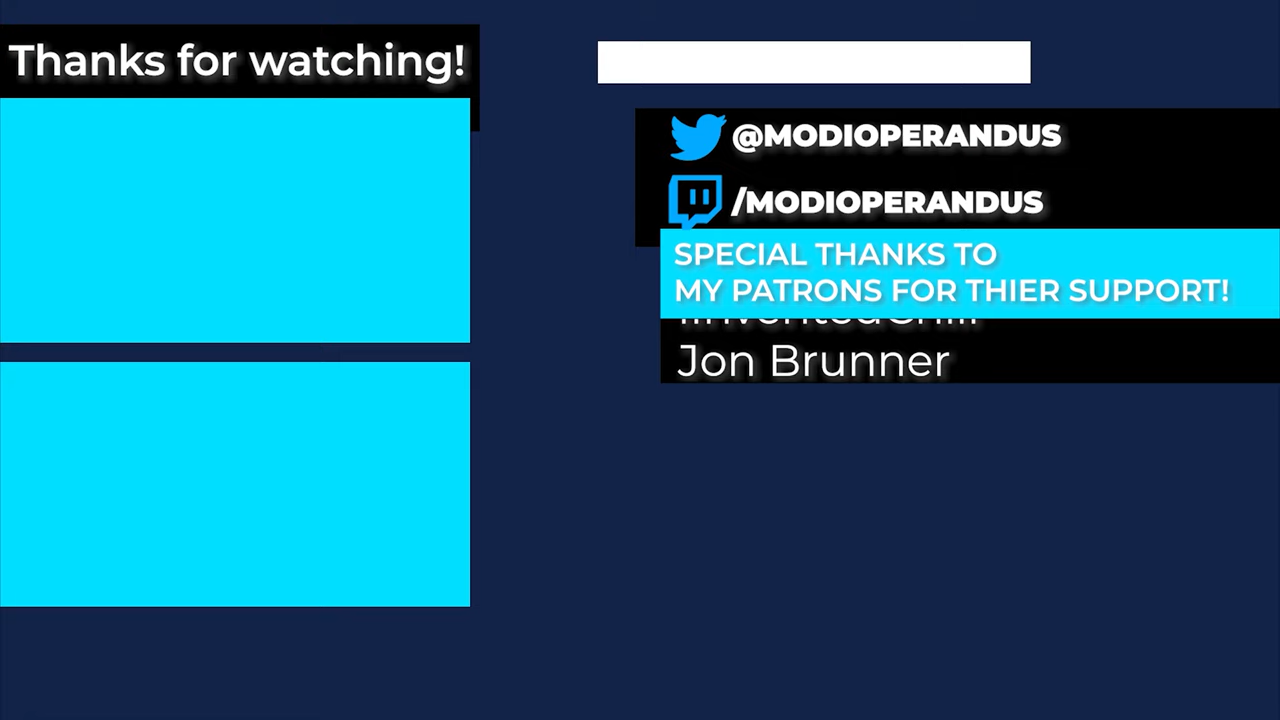 Thanks for watching!
@MODIOPERANDUS
/MODIOPERANDUS
SPECIAL THANKS TO
MY PATRONS FOR THIER SUPPORT!
Jon Brunner